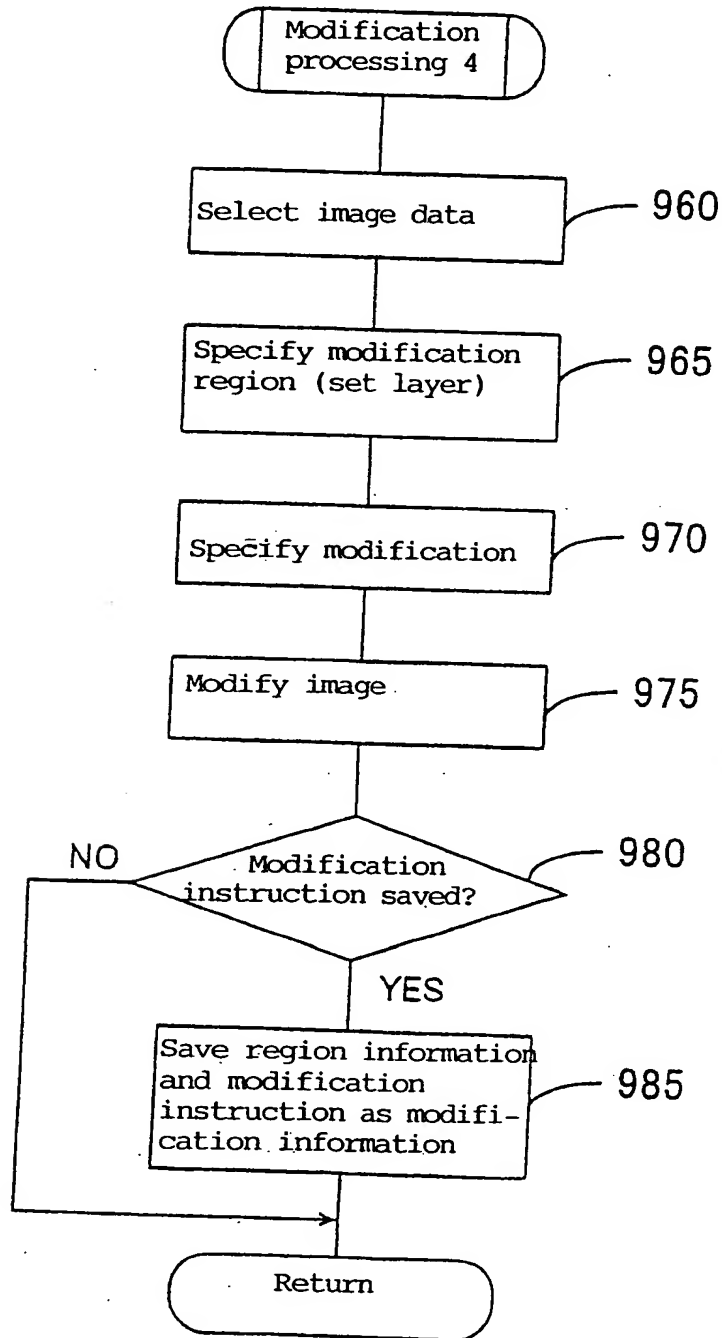 Modification
processing 4
Select image data
960
Specify modification
region (set layer)
965
Specify modification
970
Modify image
975
NO
Modification
instruction saved?
980
YES
Save region information
and modification
instruction as modifi-
cation information
985
Return